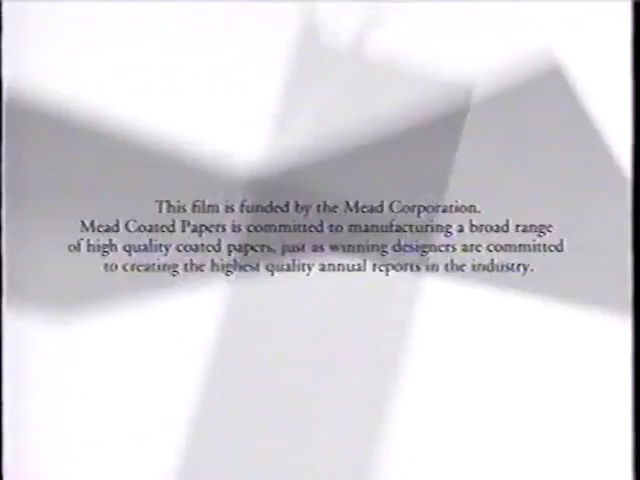 This film is funded by the Mead Corporation.
Mead Coated Papers is committed to manufacturing a broad range
of high quality coated papers, just as winning designers are committed
to creating the highest quality annual reports in the industry.